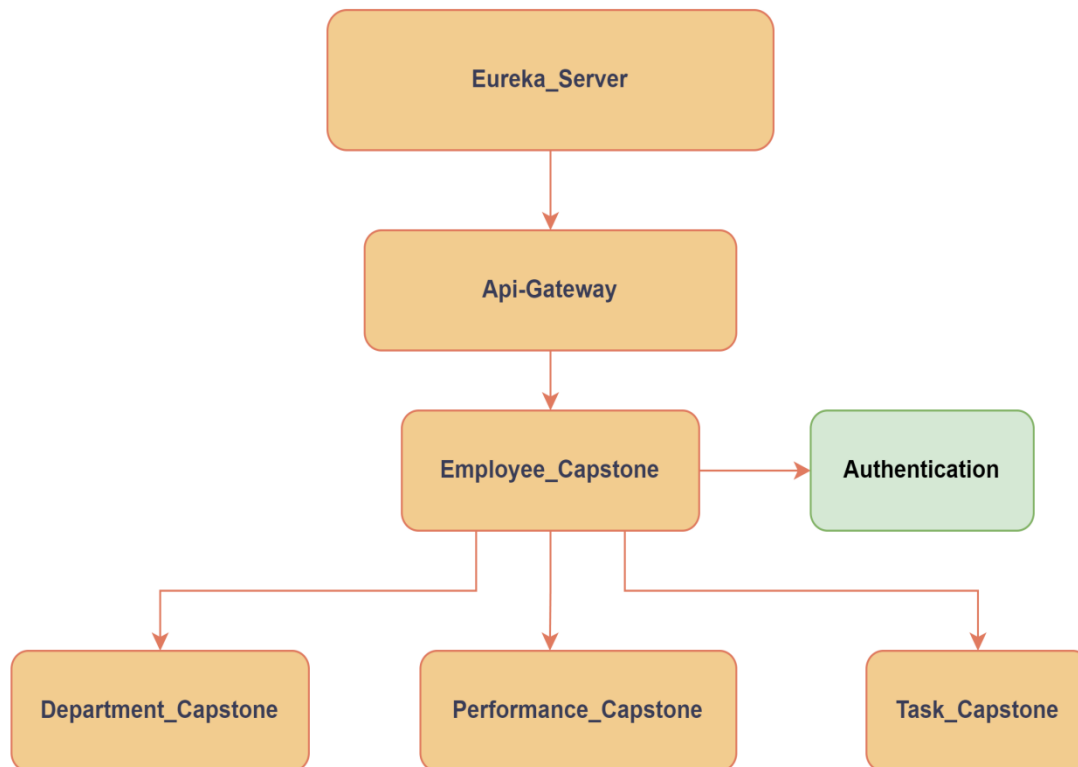 Eureka_Server
Api-Gateway
Employee_Capstone
Authentication
Department_Capstone
Performance_Capstone
Task_Capstone